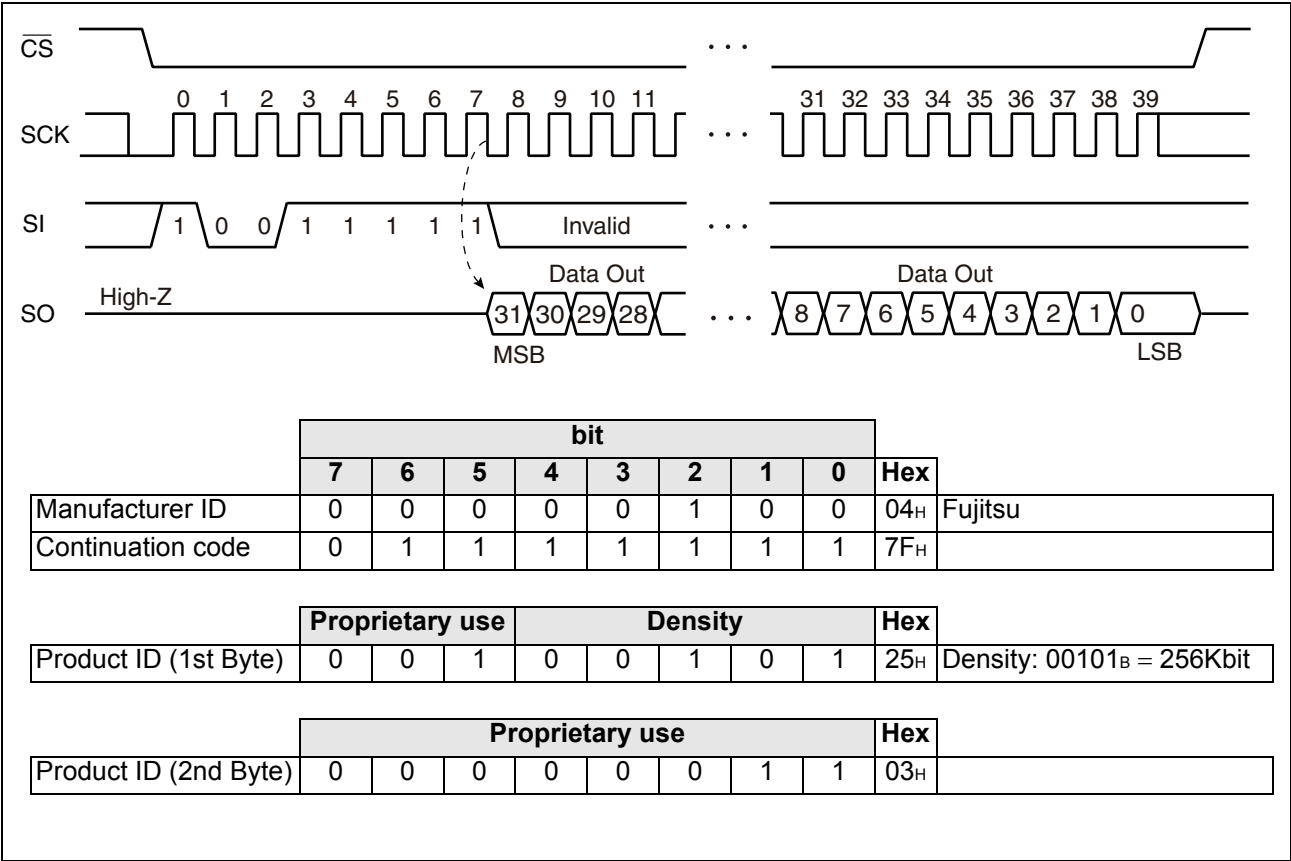 CS
· · ·
0 1 2 3 4 5 6 7 8 9 10 11 31 32 33 34 35 36 37 38 39
SCK · · ·
SI 1 0 0 1 1 1 1 1 Invalid · · ·
Data Out Data Out
High-Z
SO 31 30 29 28 · · · 8 7 6 5 4 3 2 1 0
MSB LSB
bit
7 6 5 4 3 2 1 0 Hex
Manufacturer ID 0 0 0 0 0 1 0 0 04H Fujitsu
Continuation code 0 1 1 1 1 1 1 1 7FH
Proprietary use Density Hex
Product ID (1st Byte) 0 0 1 0 0 1 0 1 25H Density: 00101B = 256Kbit
Proprietary use Hex
Product ID (2nd Byte) 0 0 0 0 0 0 1 1 03H